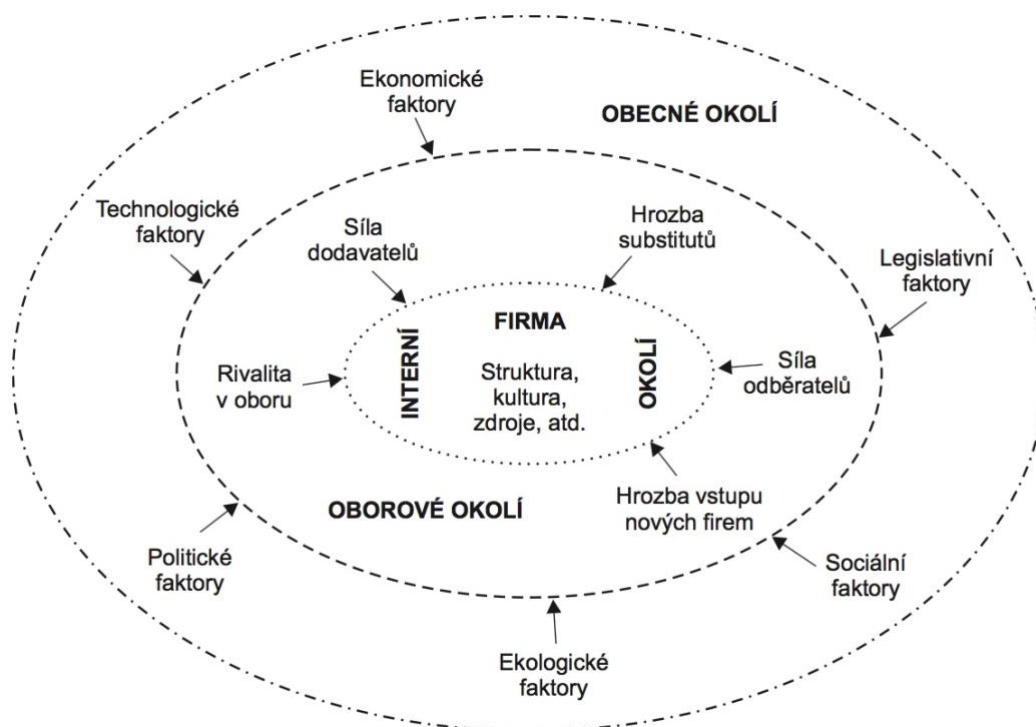 Ekonomické
faktory
OBECNÉ OKOLÍ
Technologické
faktory
Síla
dodavatelů
Hrozba
substitutů
Legislativní
faktory
FIRMA
INTERNÍ
OKOLÍ
Struktura,
kultura,
zdroje, atd.
Rivalita
v oboru
Síla
odběratelů
OBOROVÉ OKOLÍ
Hrozba vstupu
nových firem
Politické
faktory
Sociální
faktory
Ekologické
faktory